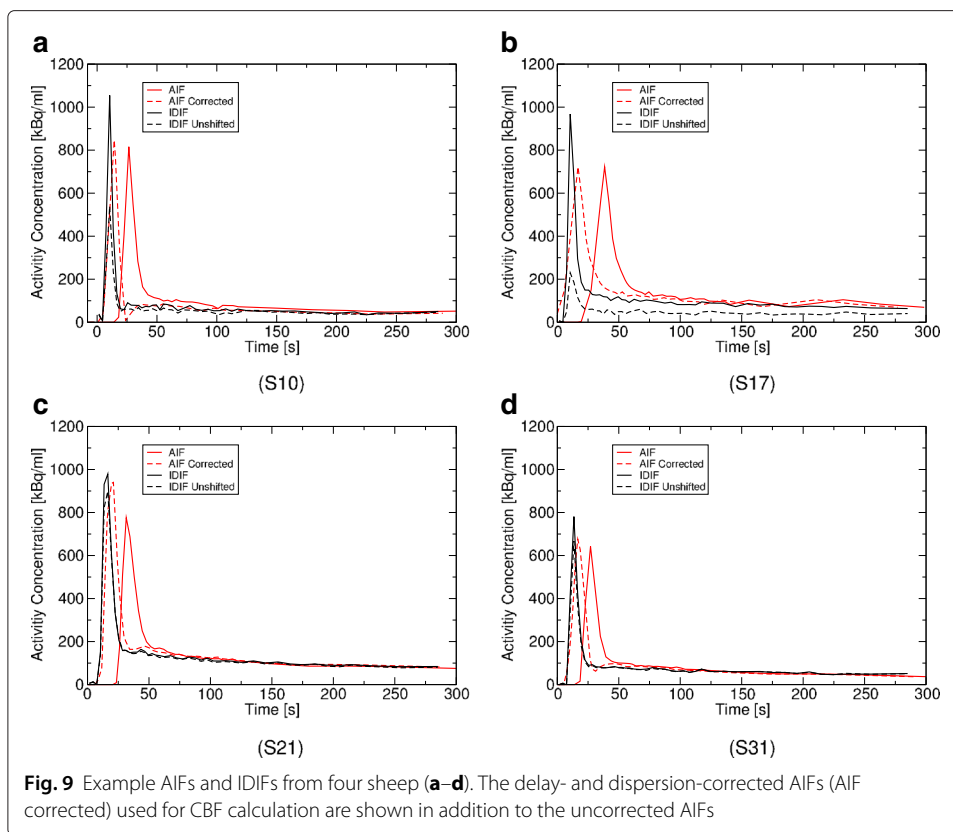 a
1200
1000
800
600
400
200
0
Activitiy Concentration [kBq/ml]
AIF
AIF Corrected
IDIF
IDIF Unshifted
0 50 100 150 200 250 300
Time [s]
(S10)
b
1200
1000
800
600
400
200
0
Activitiy Concentration [kBq/ml]
AIF
AIF Corrected
IDIF
IDIF Unshifted
0 50 100 150 200 250 300
Time [s]
(S17)
c
1200
1000
800
600
400
200
0
Activitiy Concentration [kBq/ml]
AIF
AIF Corrected
IDIF
IDIF Unshifted
0 50 100 150 200 250 300
Time [s]
(S21)
d
1200
1000
800
600
400
200
0
Activitiy Concentration [kBq/ml]
AIF
AIF Corrected
IDIF
IDIF Unshifted
0 50 100 150 200 250 300
Time [s]
(S31)
Fig. 9 Example AIFs and IDIFs from four sheep (a–d). The delay- and dispersion-corrected AIFs (AIF
corrected) used for CBF calculation are shown in addition to the uncorrected AIFs